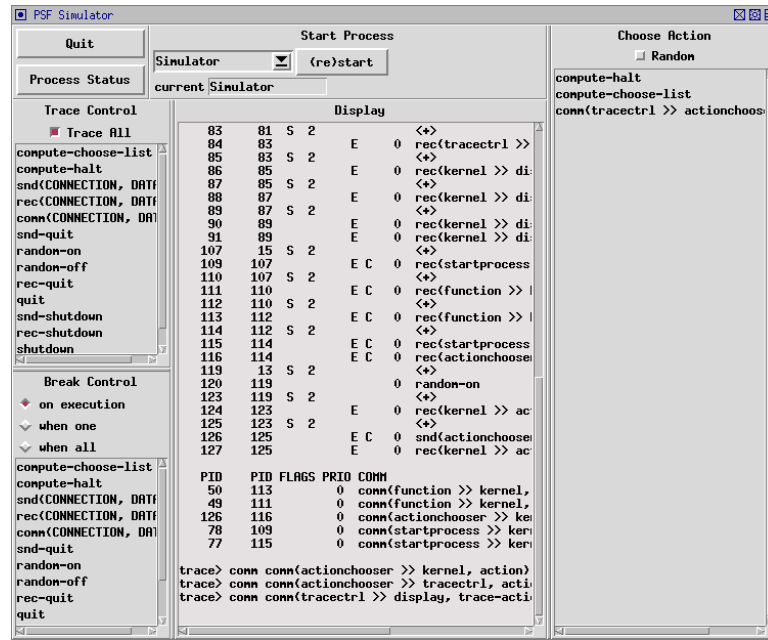 PSF Simulator
Quit
Process Status
Start Process
Simulator
(re)start
current Simulator
Choose Action
Random
compute-halt
compute-choose-list
comm(tracectrl >> actionchoos
Trace Control
Trace All
compute-choose-list
compute-halt
snd(CONNECTION, DAT
rec(CONNECTION, DAT
comm(CONNECTION, DA
snd-quit
random-on
random-off
rec-quit
quit
snd-shutdown
rec-shutdown
shutdown
Break Control
on execution
when one
when all
compute-choose-list
compute-halt
snd(CONNECTION, DAT
rec(CONNECTION, DAT
comm(CONNECTION, DA
snd-quit
random-on
random-off
rec-quit
quit
Display
83 81 S 2 <+>
84 83 E 0 rec(tracectrl >>
85 83 S 2 <+>
86 85 E 0 rec(kernel >> di
87 85 S 2 <+>
88 87 E 0 rec(kernel >> di
89 87 S 2 <+>
90 89 E 0 rec(kernel >> di
91 89 E 0 rec(kernel >> di
107 15 S 2 <+>
109 107 E C 0 rec(startprocess
110 107 S 2 <+>
111 110 E C 0 rec(function >>
112 110 S 2 <+>
113 112 E C 0 rec(function >>
114 112 S 2 <+>
115 114 E C 0 rec(startprocess
116 114 E C 0 rec(actionchoose
119 13 S 2 <+>
120 119 0 random-on
123 119 S 2 <+>
124 123 E 0 rec(kernel >> ac
125 123 S 2 <+>
126 125 E C 0 snd(actionchoose
127 125 E 0 rec(kernel >> ac
PID PID FLAGS PRIO COMM
50 113 0 comm(function >> kernel,
49 111 0 comm(function >> kernel,
126 116 0 comm(actionchooser >> ke
78 109 0 comm(startprocess >> ker
77 115 0 comm(startprocess >> ker
trace> comm comm(actionchooser >> kernel, action)
trace> comm comm(actionchooser >> tracectrl, acti
trace> comm comm(tracectrl >> display, trace-acti